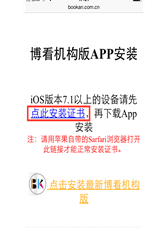 bookan.com.cn
博看机构版APP安装
iOS版本7.1以上的设备请先
点此安装证书，再下载App
安装
注：请用苹果自带的Sarfari浏览器打开
此链接才能正常安装证书。
点击安装最新博看机构
版